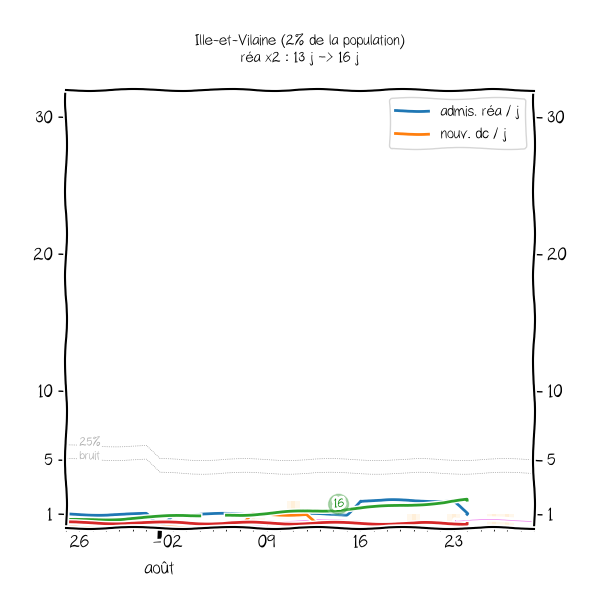 Ille-et-Vilaine (2% de la population)
réa x2 : 13 j -> 16 j
admis. réa / j
nouv. dc / j
30
30
20
20
10
10
25%
bruit
5
5
16
1
1
26
02
09
16
23
août